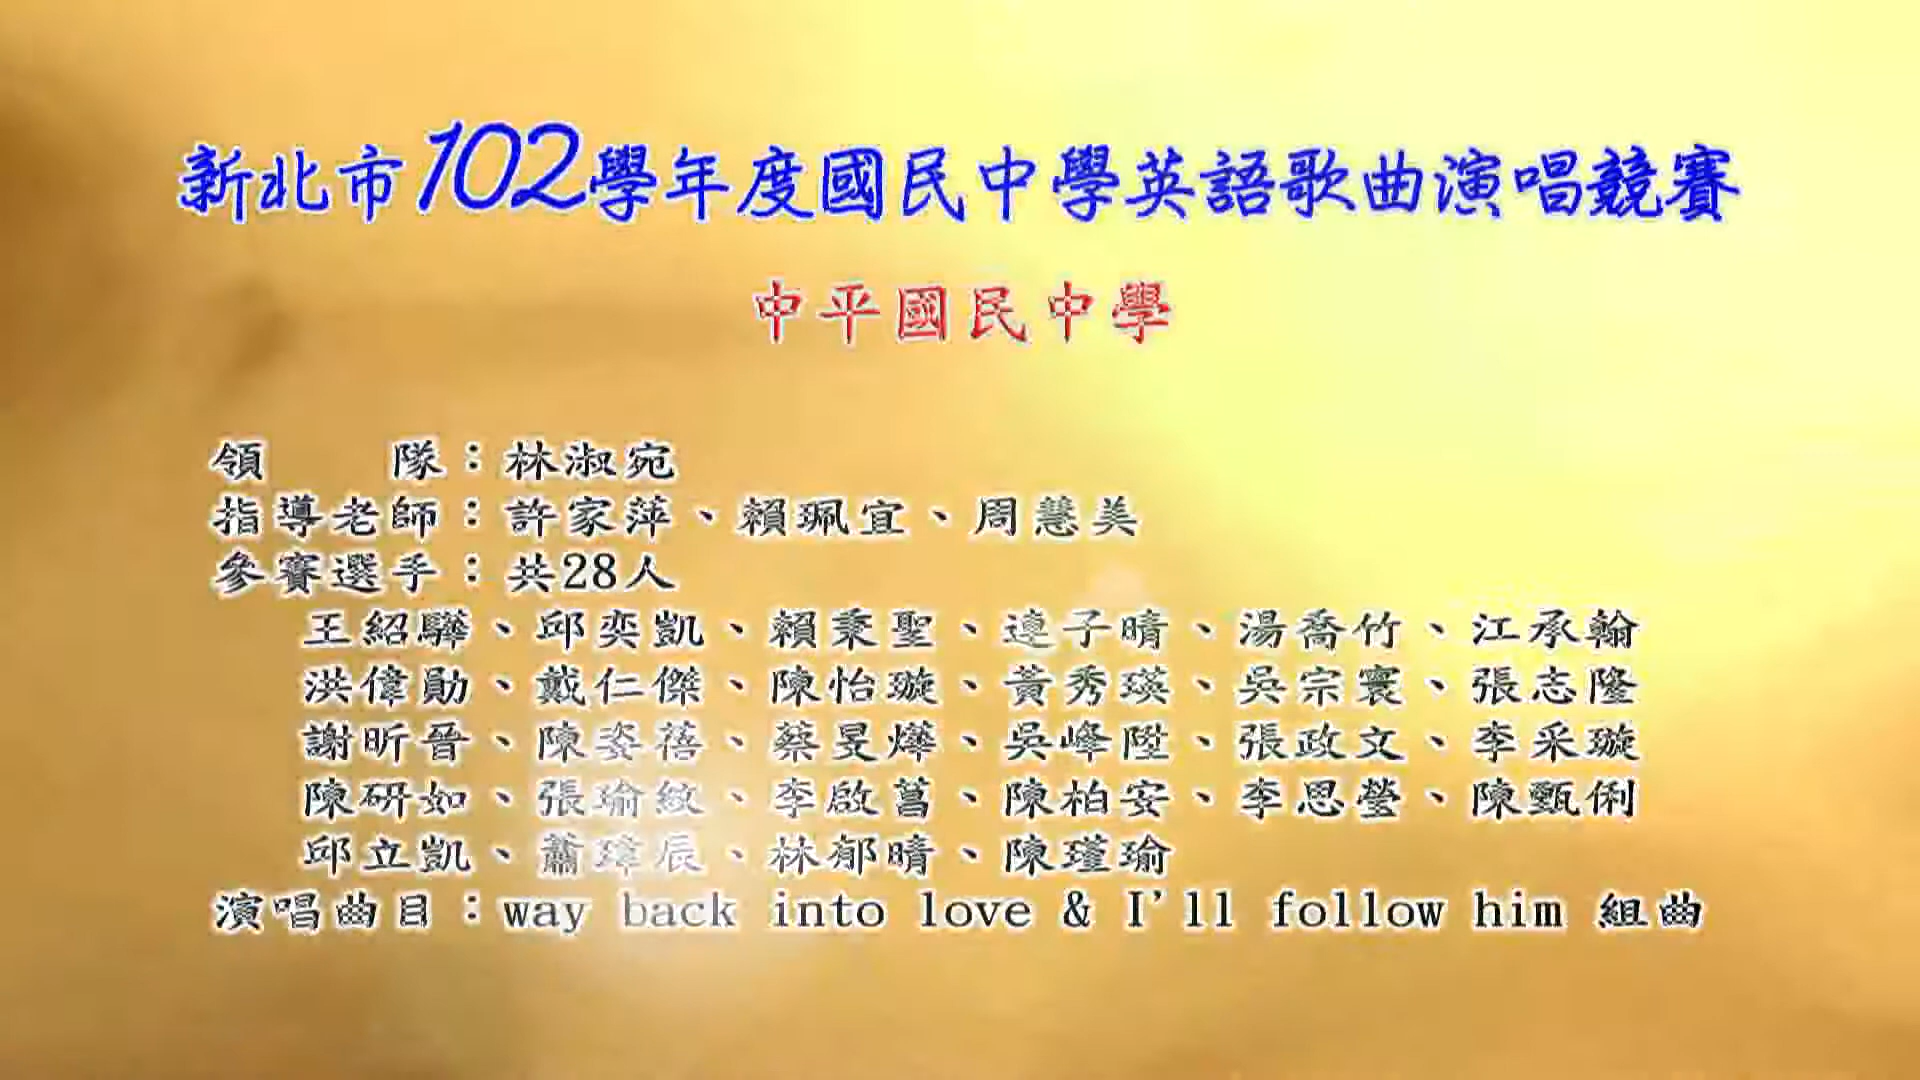 新北市102學年度國民中學英語歌曲演唱競賽
中平國民中學
領　　隊：林淑宛
指導老師：許家萍、賴珮宜、周慧美
參賽選手：共28人
王紹驊、邱奕凱、賴秉聖、連子晴、湯喬竹、江承翰
洪偉勛、戴仁傑、陳怡璇、黃秀瑛、吳宗寰、張志隆
謝昕晉、陳姿蓓、蔡旻燁、吳峰陞、張政文、李采璇
陳研如、張瑜紋、李啟菖、陳柏安、李思瑩、陳甄俐
邱立凱、蕭瑋辰、林郁晴、陳瑾瑜
演唱曲目：way back into love & I'll follow him 組曲